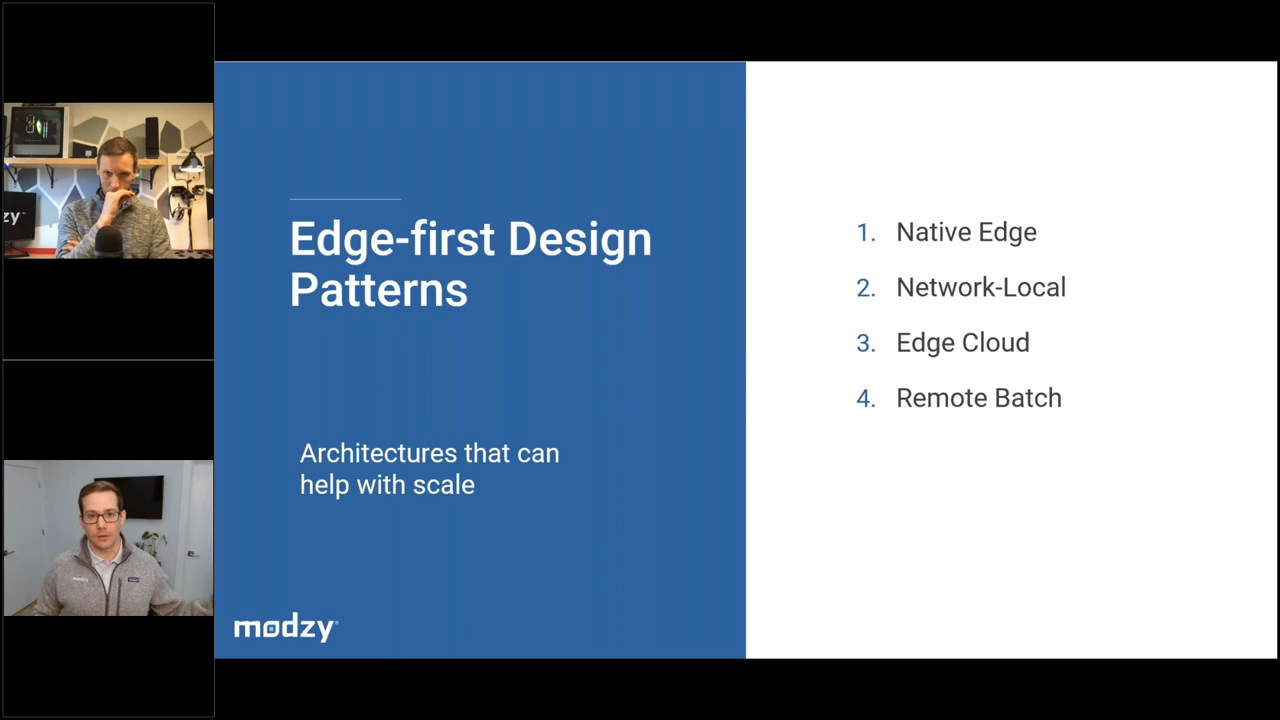 Edge-first Design
Patterns
Architectures that can
help with scale
modzy
1. Native Edge
2. Network-Local
3. Edge Cloud
4. Remote Batch
zy